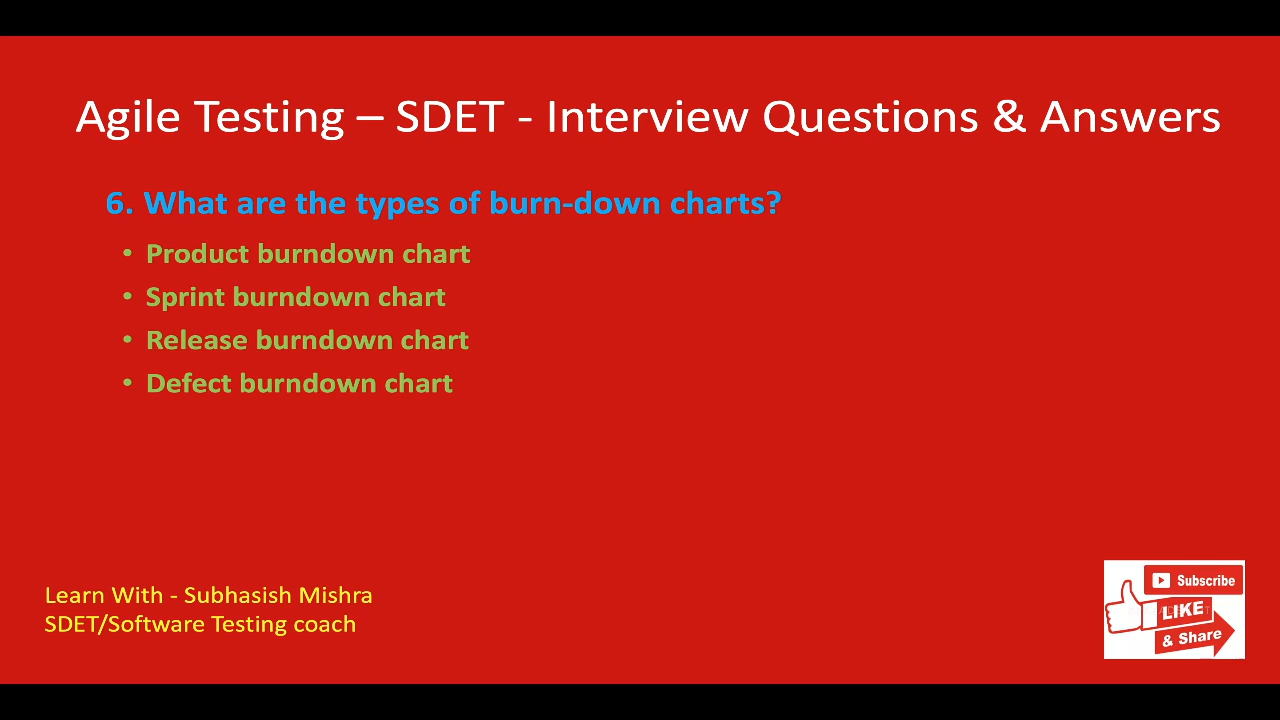 Agile Testing – SDET - Interview Questions & Answers
6. What are the types of burn-down charts?
• Product burndown chart
• Sprint burndown chart
• Release burndown chart
• Defect burndown chart
Learn With - Subhasish Mishra
SDET/Software Testing coach
Subscribe
LIKE
& Share